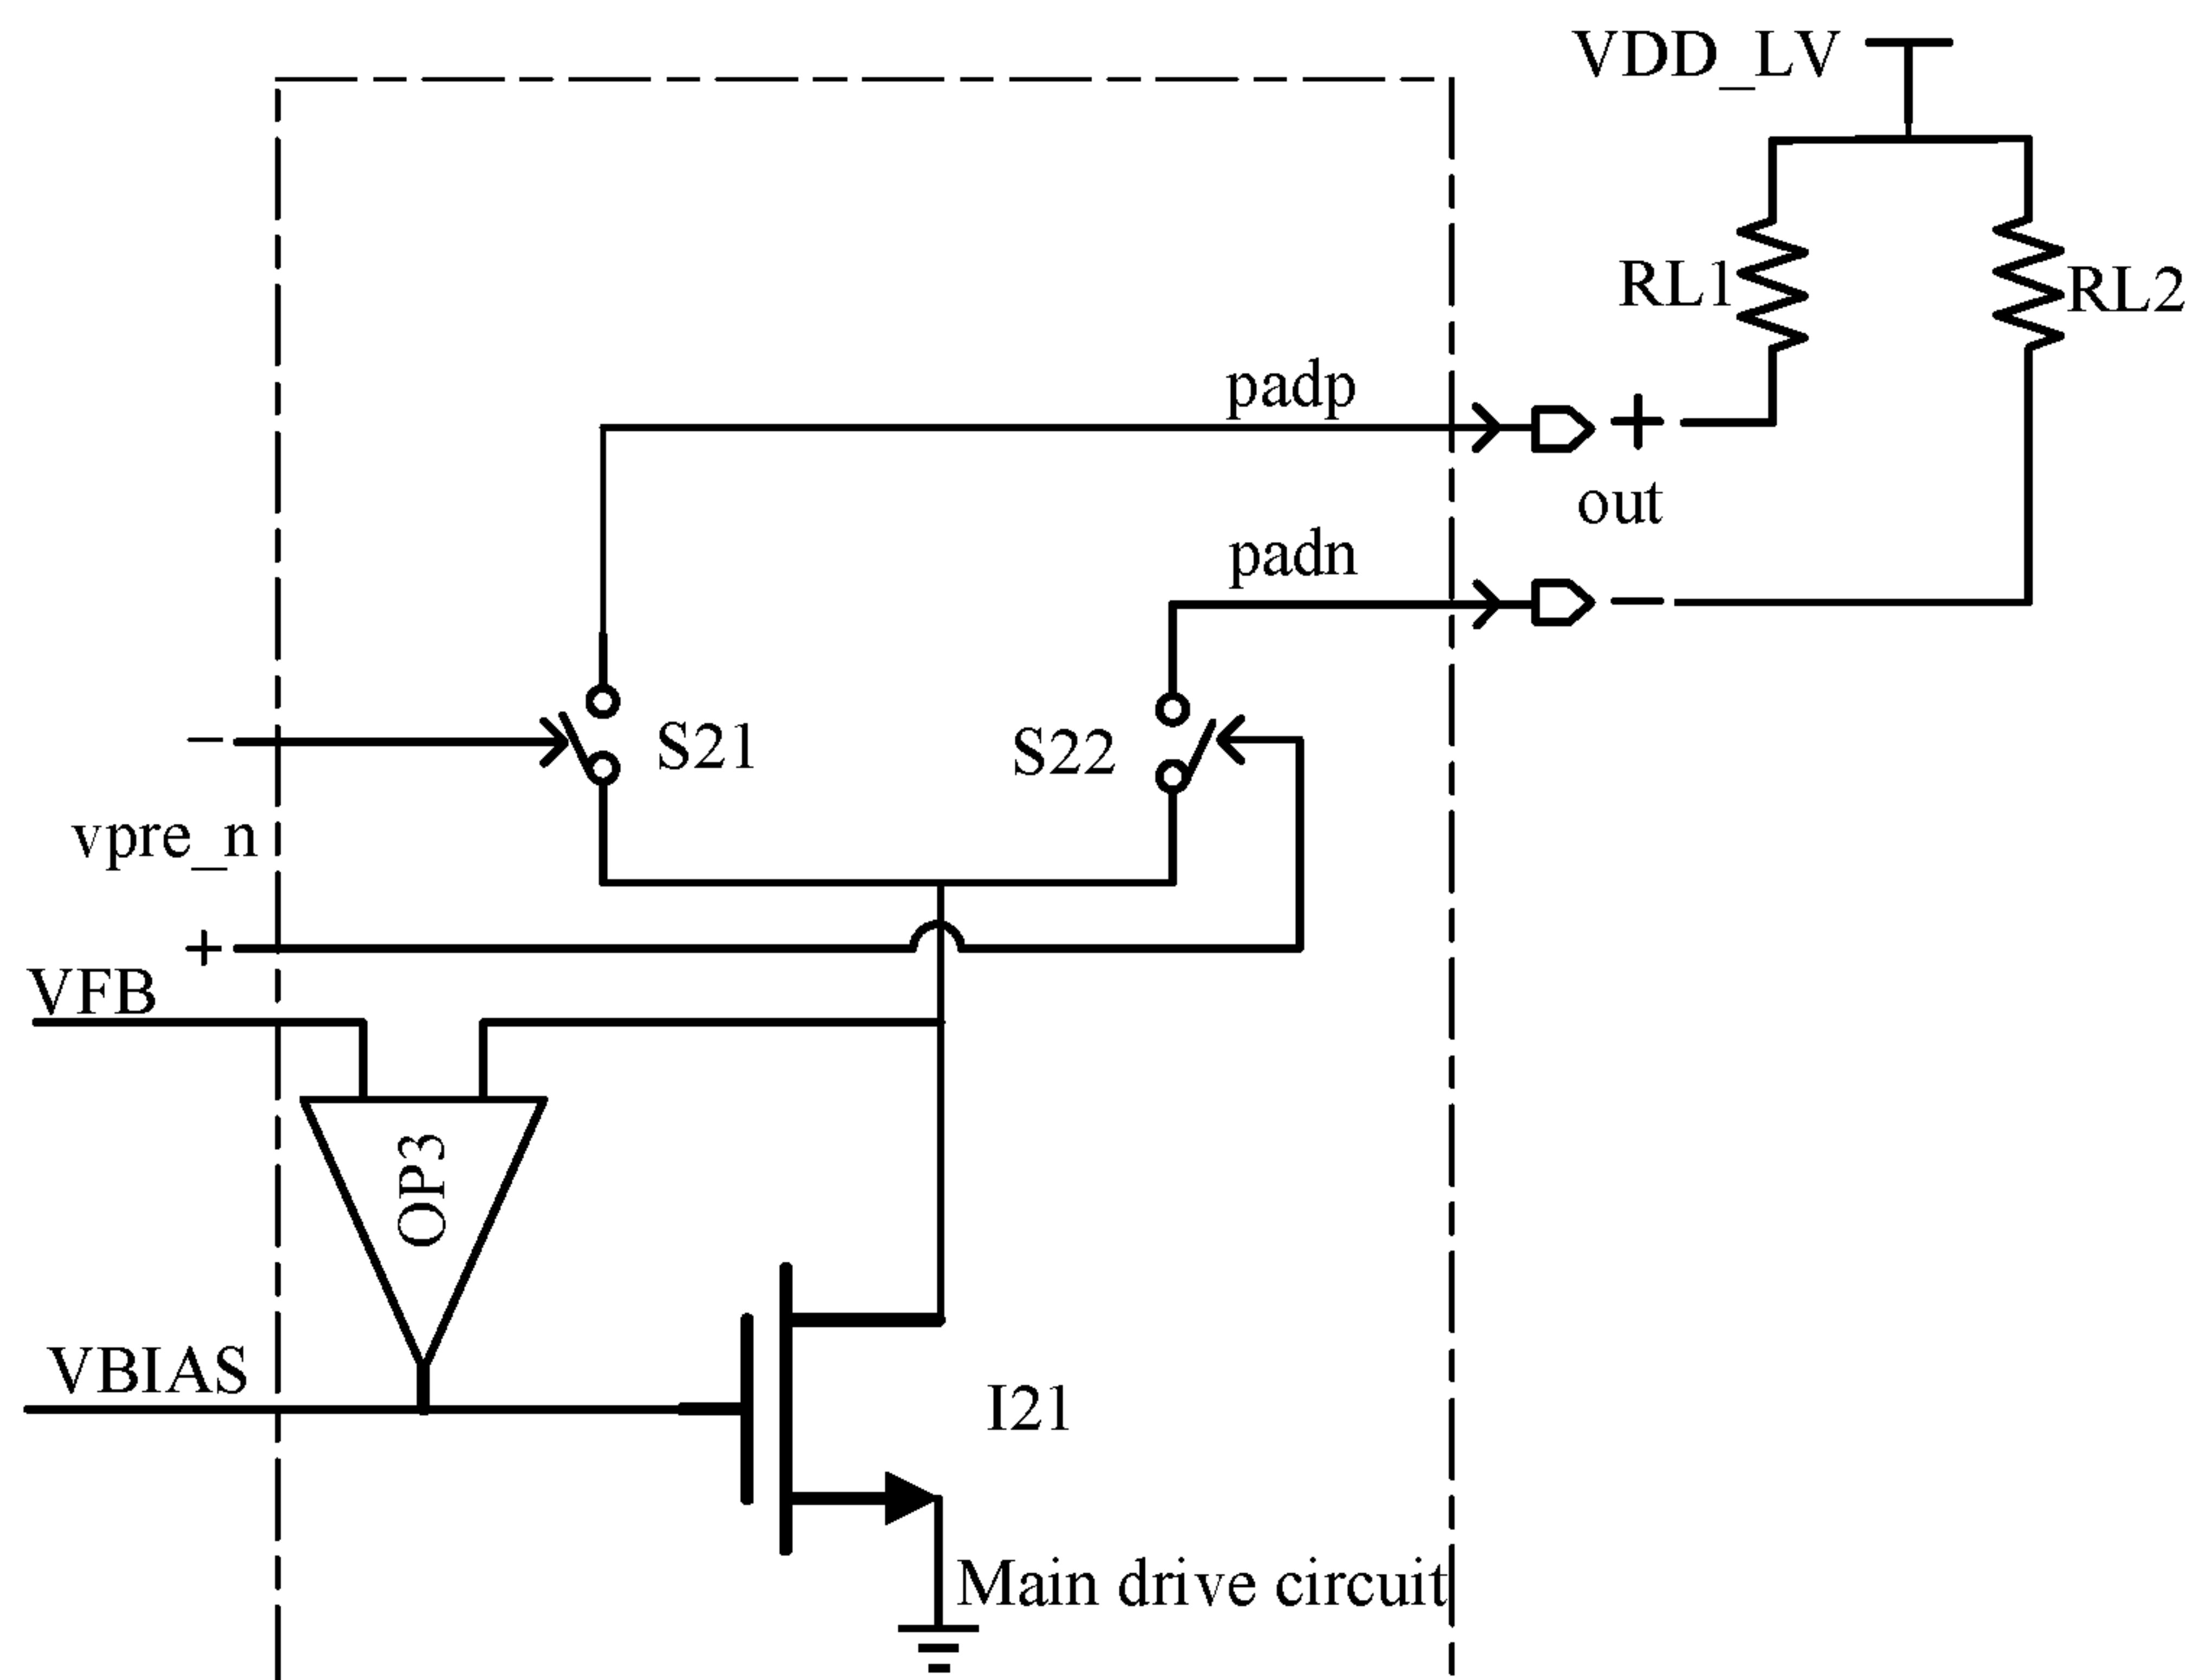 VDD_LV
RL1
RL2
padp
+
out
padn
−
−
S21
S22
vpre_n
+
VFB
OP3
VBIAS
I21
Main drive circuit